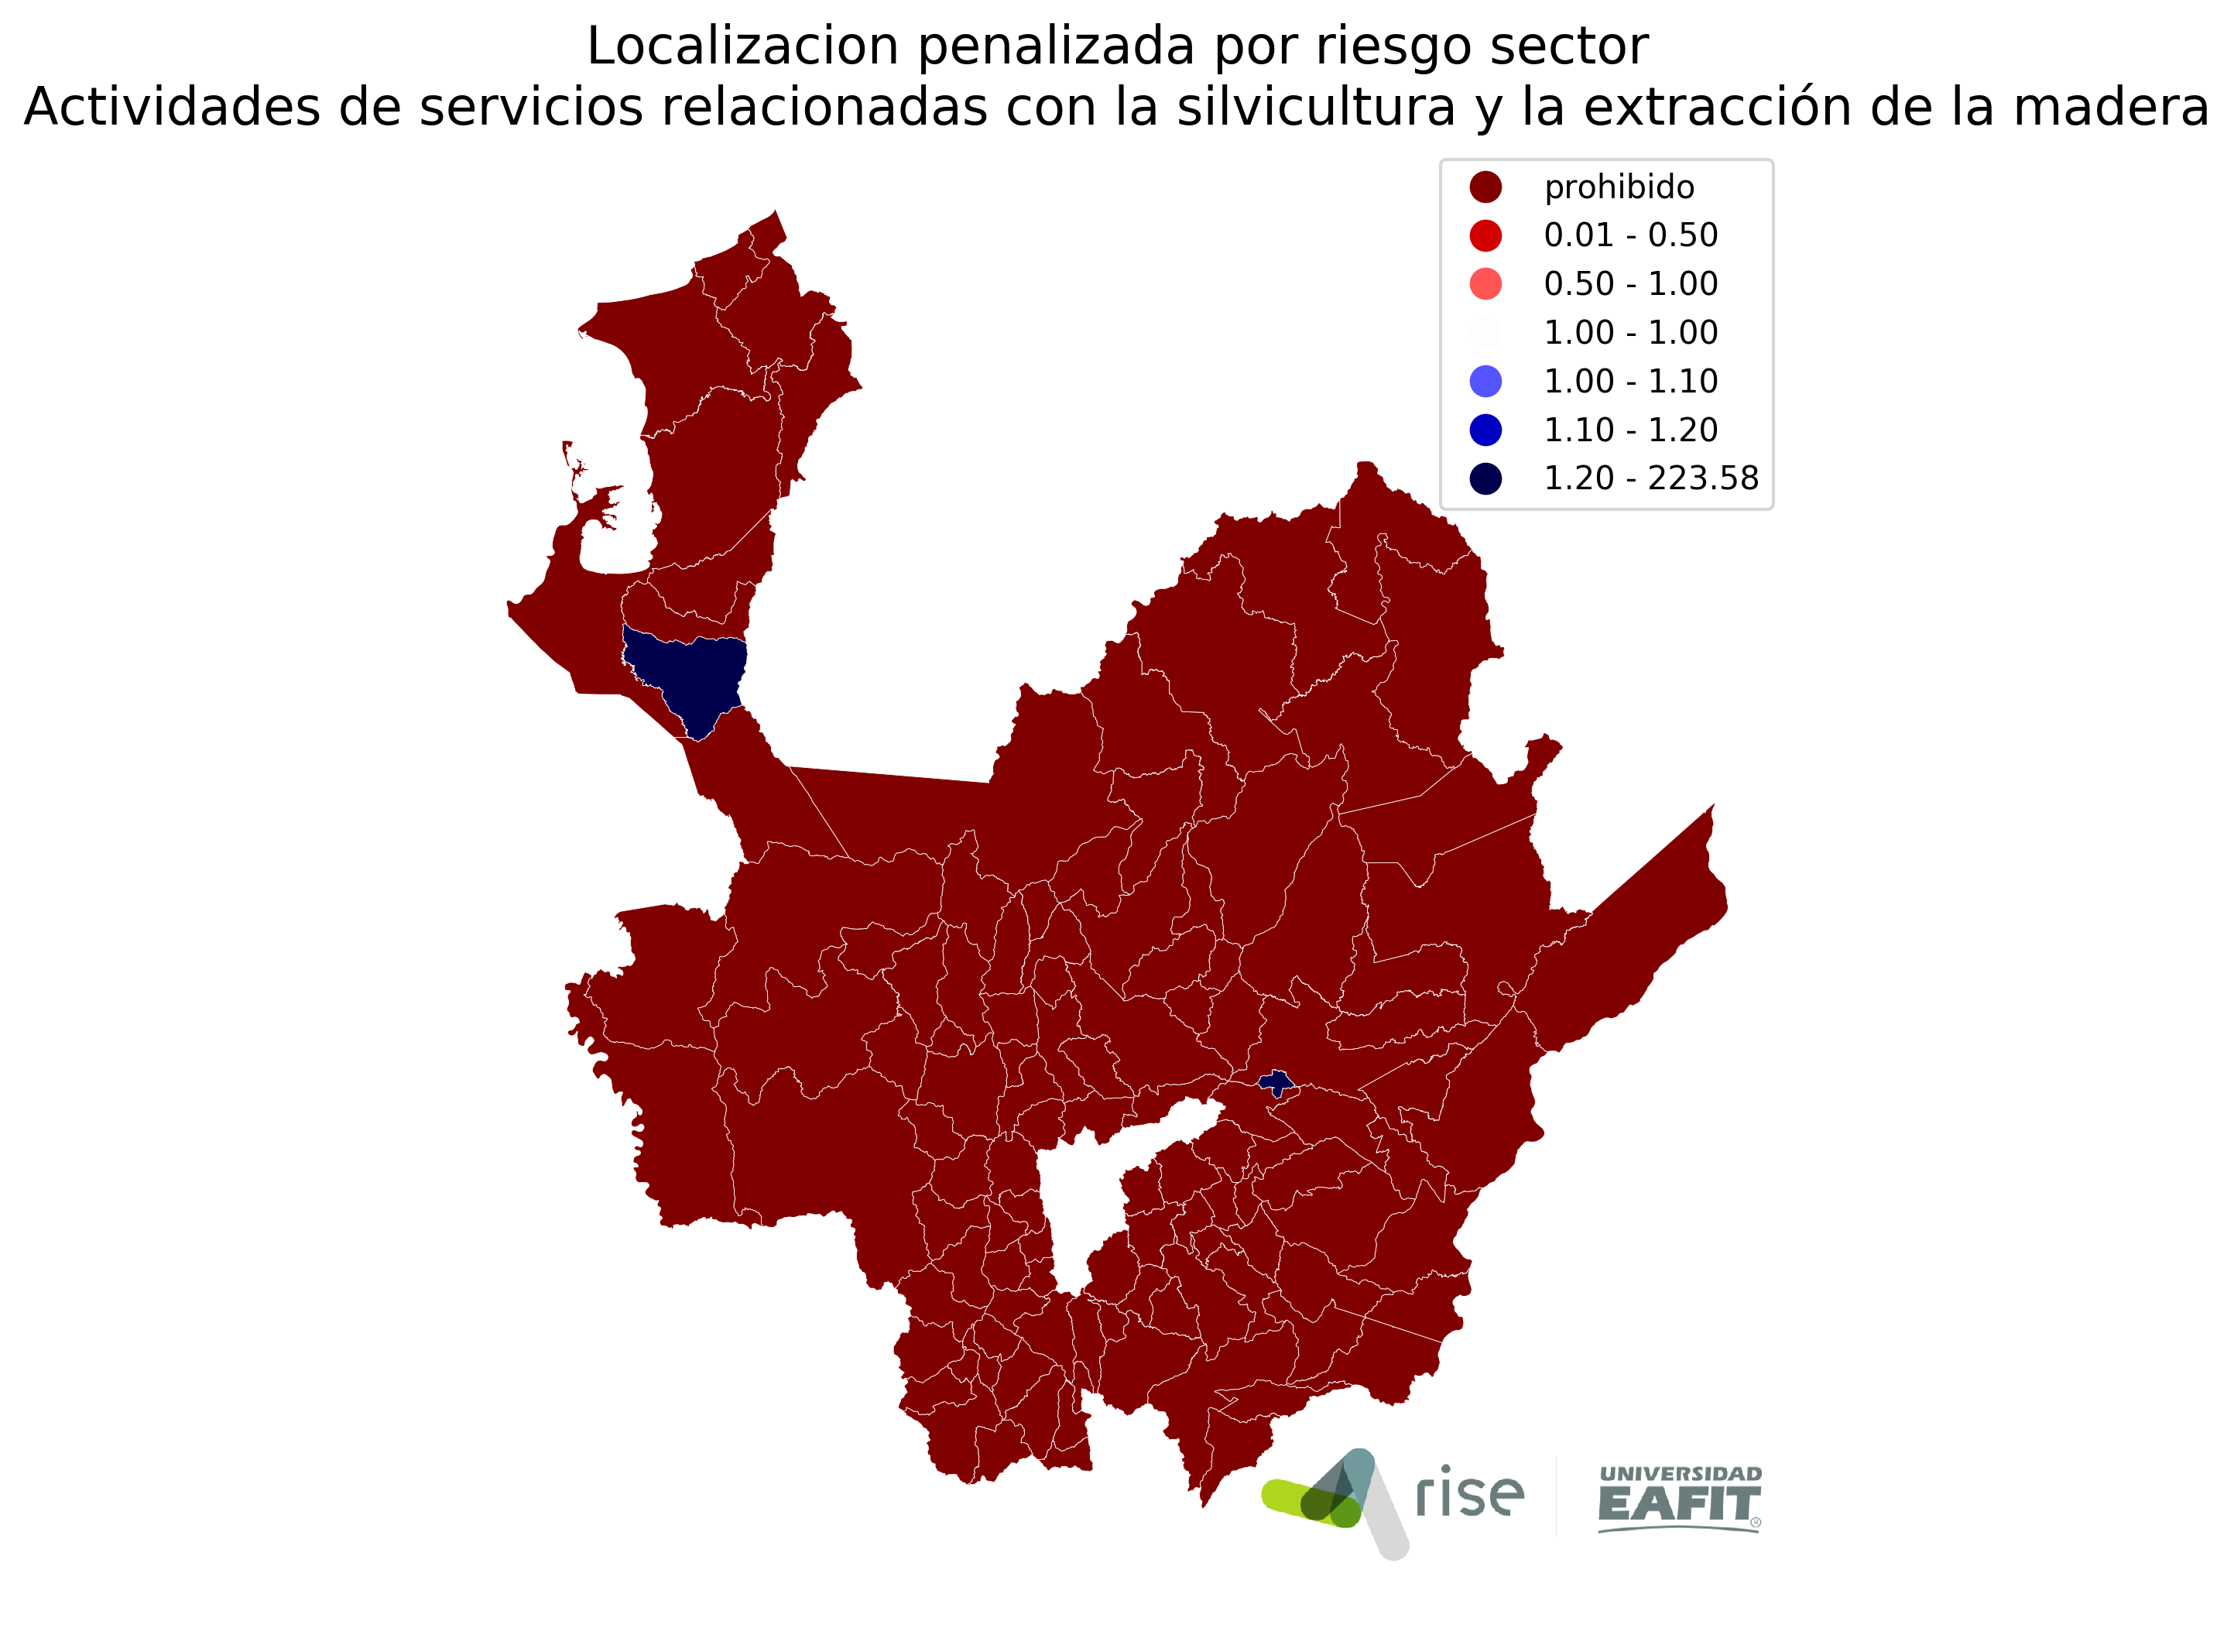 Localizacion penalizada por riesgo sector
Actividades de servicios relacionadas con la silvicultura y la extracción de la madera
prohibido
0.01 - 0.50
0.50 - 1.00
1.00 - 1.00
1.00 - 1.10
1.10 - 1.20
1.20 - 223.58
rise
UNIVERSIDAD
EAFIT®